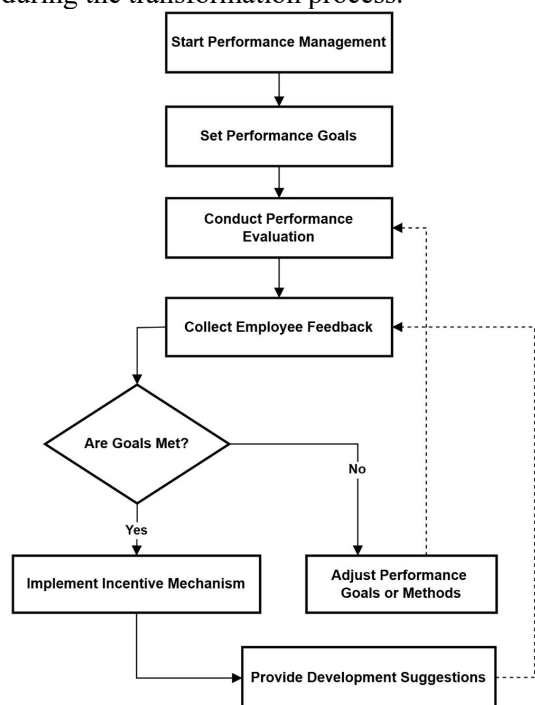 during the transformation process.
Start Performance Management
Set Performance Goals
Conduct Performance
Evaluation
Collect Employee Feedback
Are Goals Met?
No
Yes
Implement Incentive Mechanism
Adjust Performance
Goals or Methods
Provide Development Suggestions